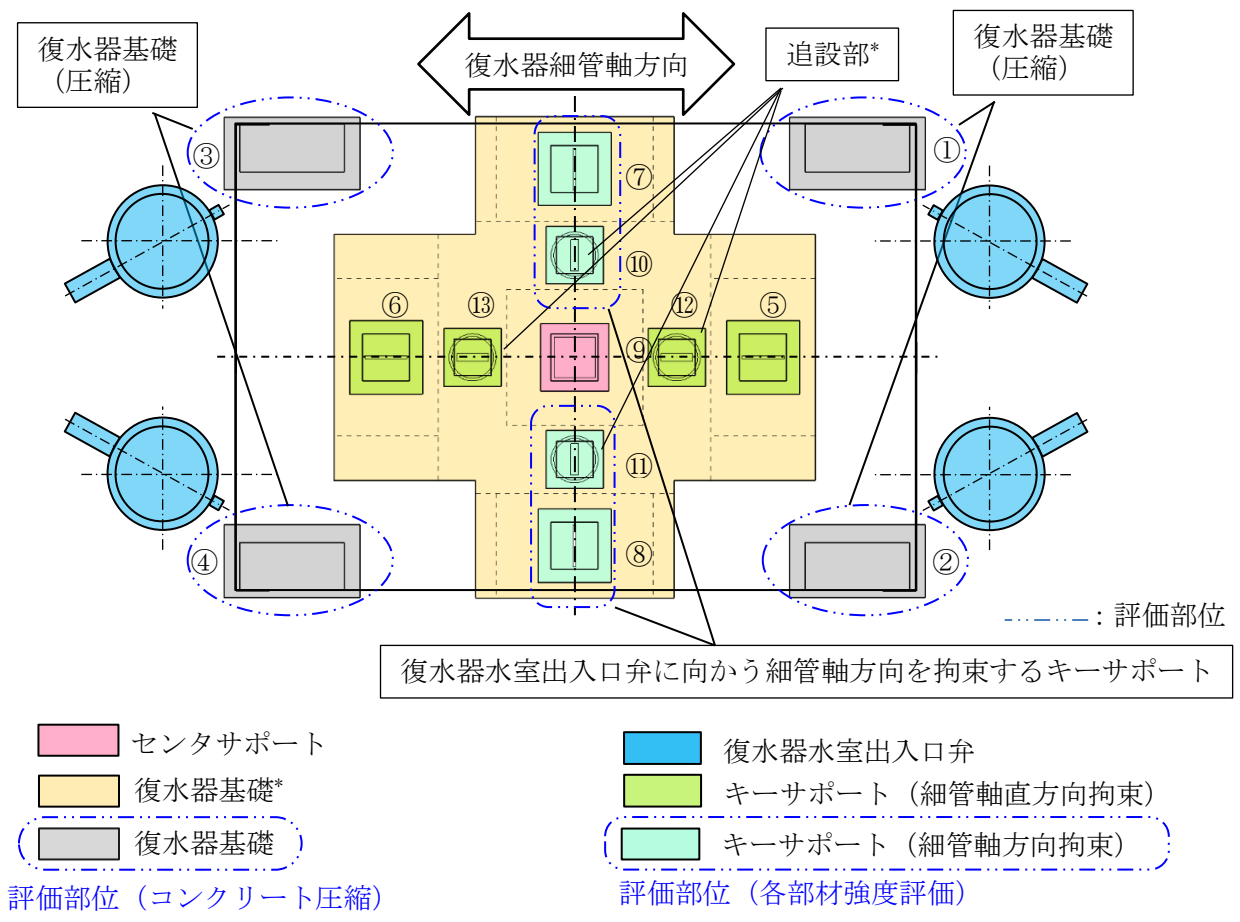 復水器基礎
（圧縮）
復水器細管軸方向
追設部*
復水器基礎
（圧縮）
③
①
⑦
⑩
⑥
⑬
⑫
⑤
⑨
⑪
⑧
④
②
：評価部位
復水器水室出入口弁に向かう細管軸方向を拘束するキーサポート
センタサポート
復水器基礎*
復水器基礎
評価部位（コンクリート圧縮）
復水器水室出入口弁
キーサポート（細管軸直方向拘束）
キーサポート（細管軸方向拘束）
評価部位（各部材強度評価）